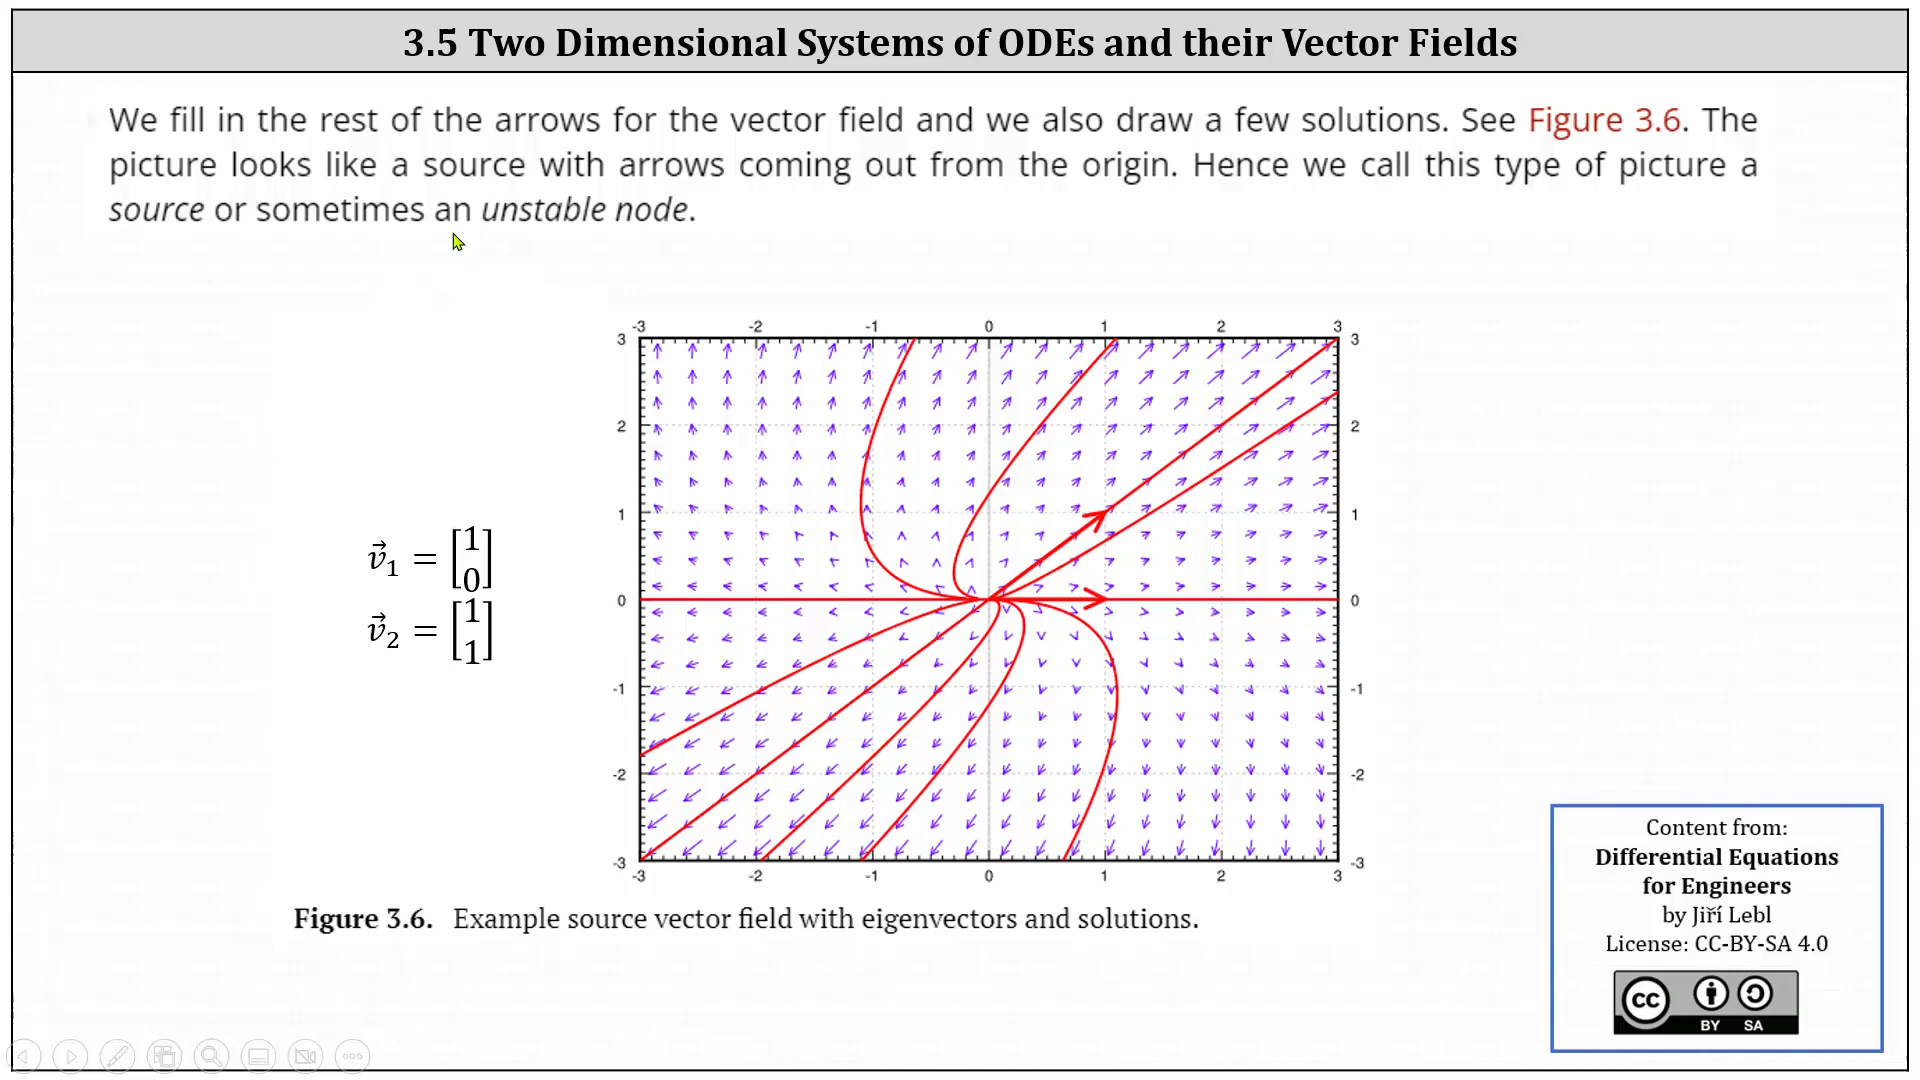 3.5 Two Dimensional Systems of ODEs and their Vector Fields
We fill in the rest of the arrows for the vector field and we also draw a few solutions. See Figure 3.6. The
picture looks like a source with arrows coming out from the origin. Hence we call this type of picture a
source or sometimes an unstable node.
-3 -2 -1 0 1 2 3
3 3
2 2
1 1
0 0
-1 -1
-2 -2
-3 -3
-3 -2 -1 0 1 2 3
v⃗₁ = [1
0]
v⃗₂ = [1
1]
Figure 3.6. Example source vector field with eigenvectors and solutions.
Content from:
Differential Equations
for Engineers
by Jiří Lebl
License: CC-BY-SA 4.0
CC BY SA